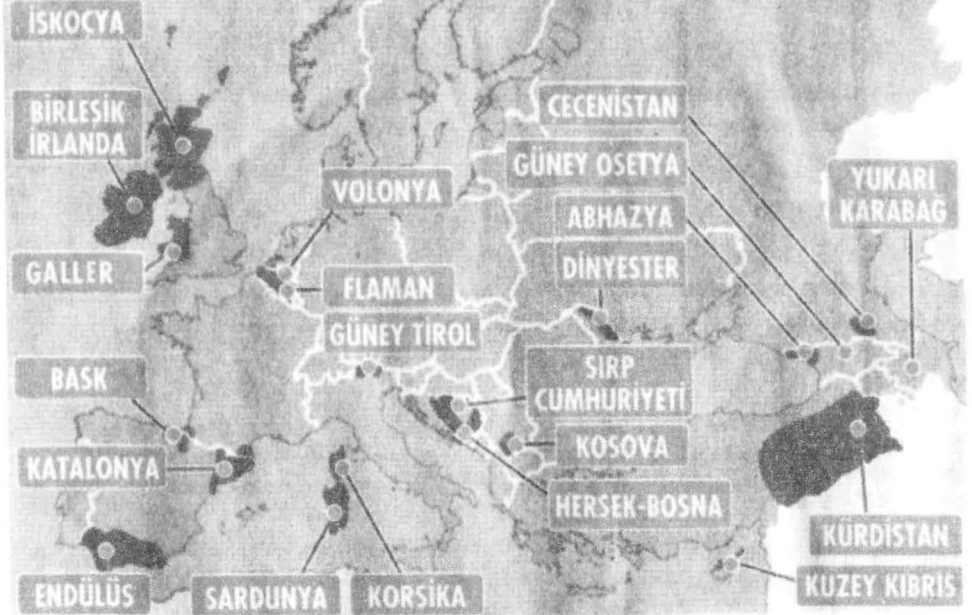 İSKOÇYA
BİRLEŞİK
İRLANDA
GALLER
BASK
KATALONYA
ENDÜLÜS
SARDUNYA
KORSİKA
VOLONYA
FLAMAN
GÜNEY TİROL
ÇEÇENİSTAN
GÜNEY OSETYA
ABHAZYA
DİNYESTER
YUKARI
KARABAĞ
SIRP
CUMHURİYETİ
KOSOVA
HERSEK-BOSNA
KÜRDİSTAN
KUZEY KIBRIS